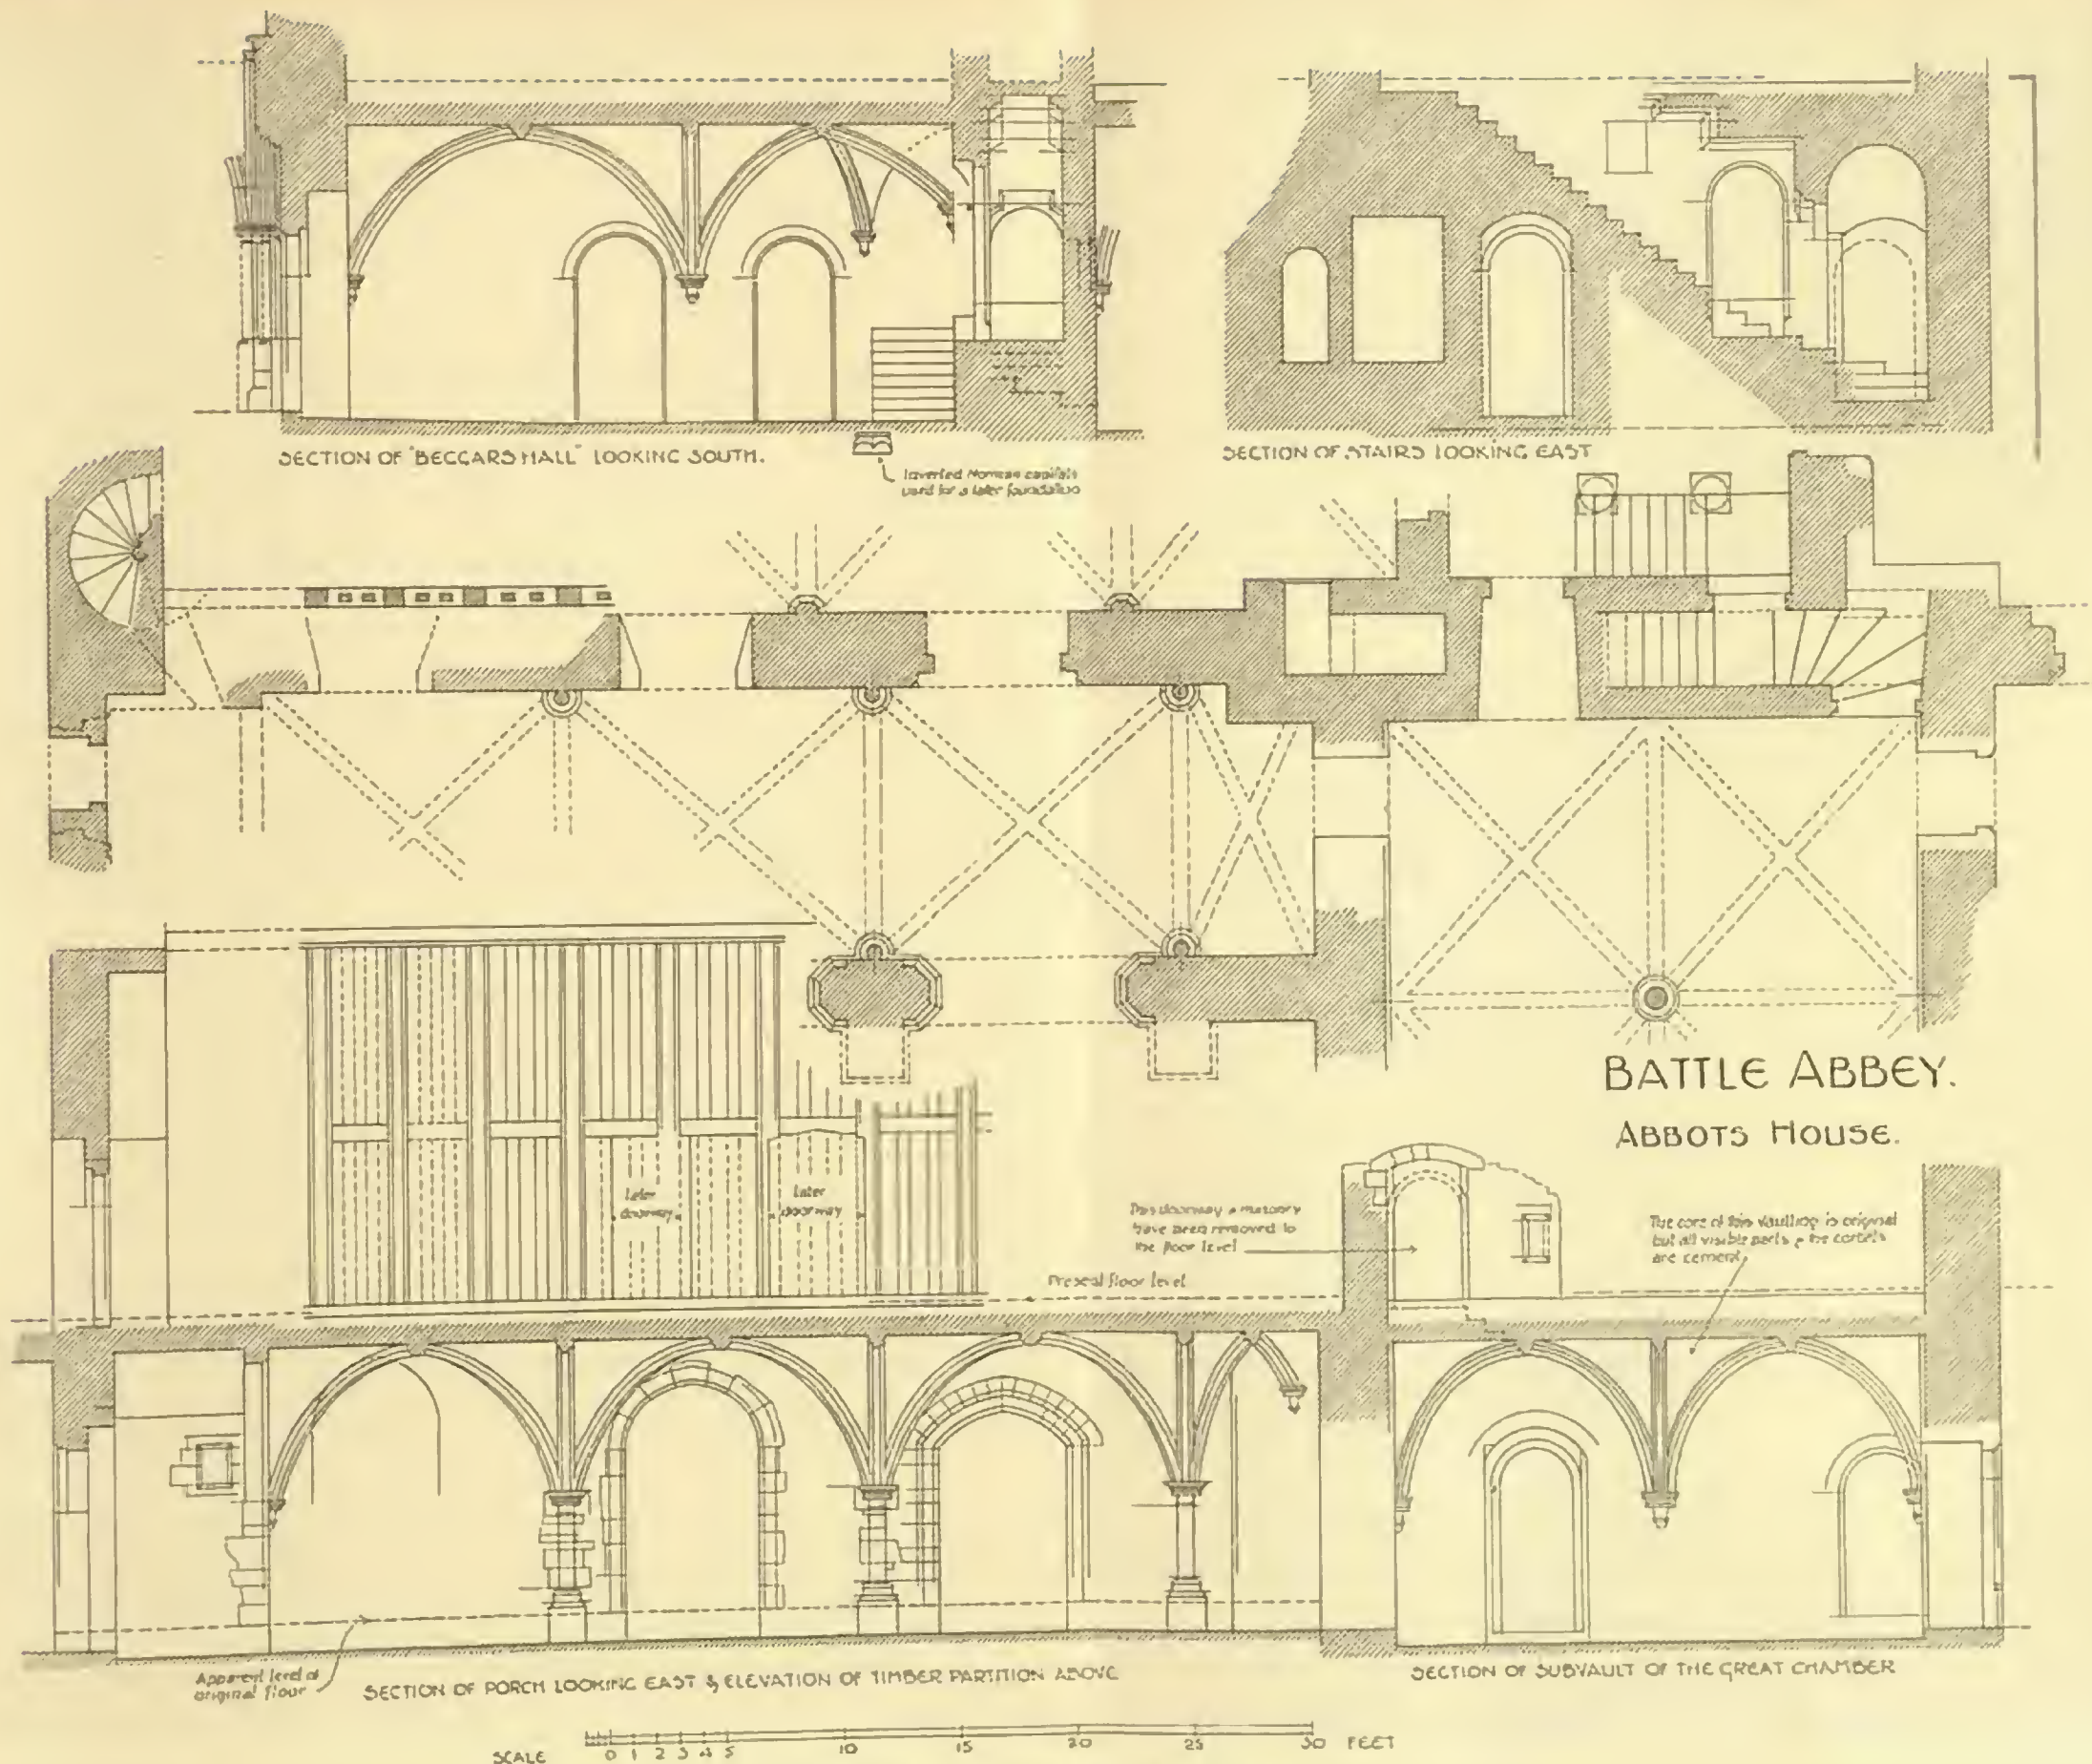 SECTION OF "BEGGARS HALL" LOOKING SOUTH.
Inverted Norman capitals
used for a later foundation
SECTION OF STAIRS LOOKING EAST
BATTLE ABBEY.
ABBOTS HOUSE.
Later
doorway
Later
doorway
This doorway & masonry
have been removed to
the floor level
Present floor level
The core of this vaulting is original
but all visible parts & the corbels
are cement.
Apparent level of
original floor
SECTION OF PORCH LOOKING EAST & ELEVATION OF TIMBER PARTITION ABOVE
SECTION OF SUBVAULT OF THE GREAT CHAMBER
SCALE 0 1 2 3 4 5 10 15 20 25 30 FEET